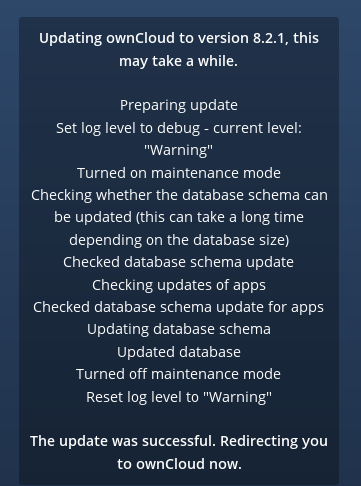 Updating ownCloud to version 8.2.1, this
may take a while.
Preparing update
Set log level to debug - current level:
"Warning"
Turned on maintenance mode
Checking whether the database schema can
be updated (this can take a long time
depending on the database size)
Checked database schema update
Checking updates of apps
Checked database schema update for apps
Updating database schema
Updated database
Turned off maintenance mode
Reset log level to "Warning"
The update was successful. Redirecting you
to ownCloud now.